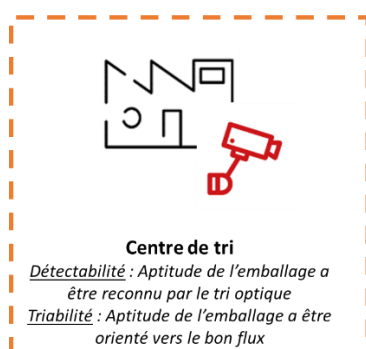 Centre de tri
Détectabilité : Aptitude de l'emballage a
être reconnu par le tri optique
Triabilité : Aptitude de l'emballage a être
orienté vers le bon flux